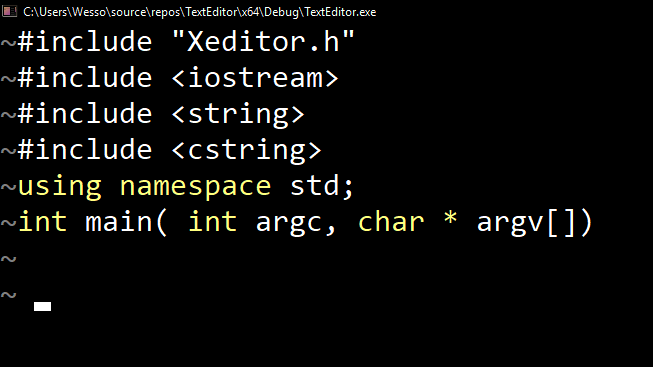 C:\Users\Wesso\source\repos\TextEditor\x64\Debug\TextEditor.exe
~#include "Xeditor.h"
~#include <iostream>
~#include <string>
~#include <cstring>
~using namespace std;
~int main( int argc, char * argv[])
~
~